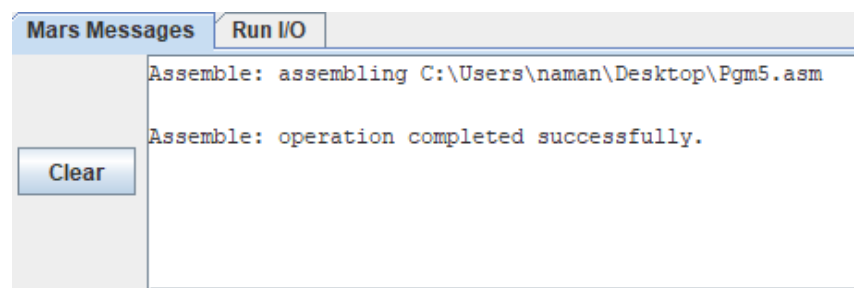 Mars Messages Run I/O
Assemble: assembling C:\Users\naman\Desktop\Pgm5.asm
Assemble: operation completed successfully.
Clear